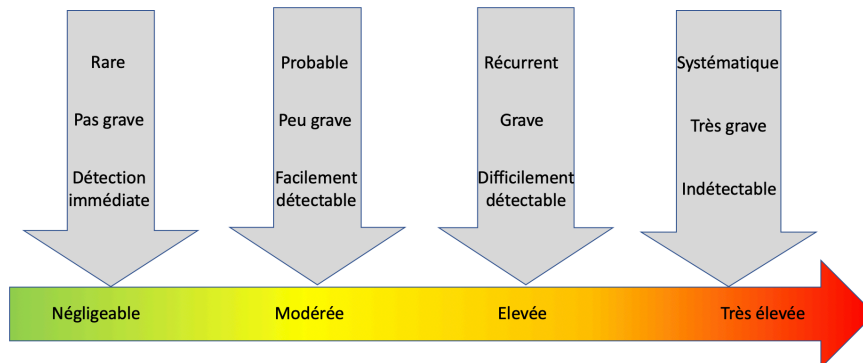 Rare
Pas grave
Détection
immédiate
Probable
Peu grave
Facilement
détectable
Récurrent
Grave
Difficilement
détectable
Systématique
Très grave
Indétectable
Négligeable
Modérée
Elevée
Très élevée